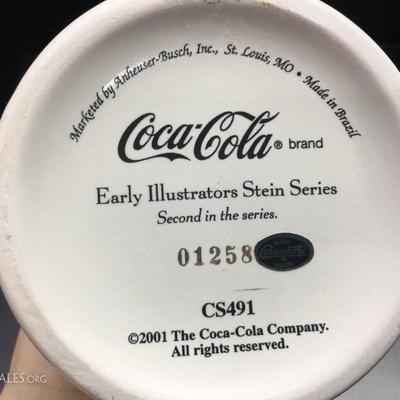 Marketed by Anheuser-Busch, Inc., St. Louis, MO • Made in Brazil
Coca-Cola® brand
Early Illustrators Stein Series
Second in the series.
01258
CS491
©2001 The Coca-Cola Company.
All rights reserved.
ALES.ORG